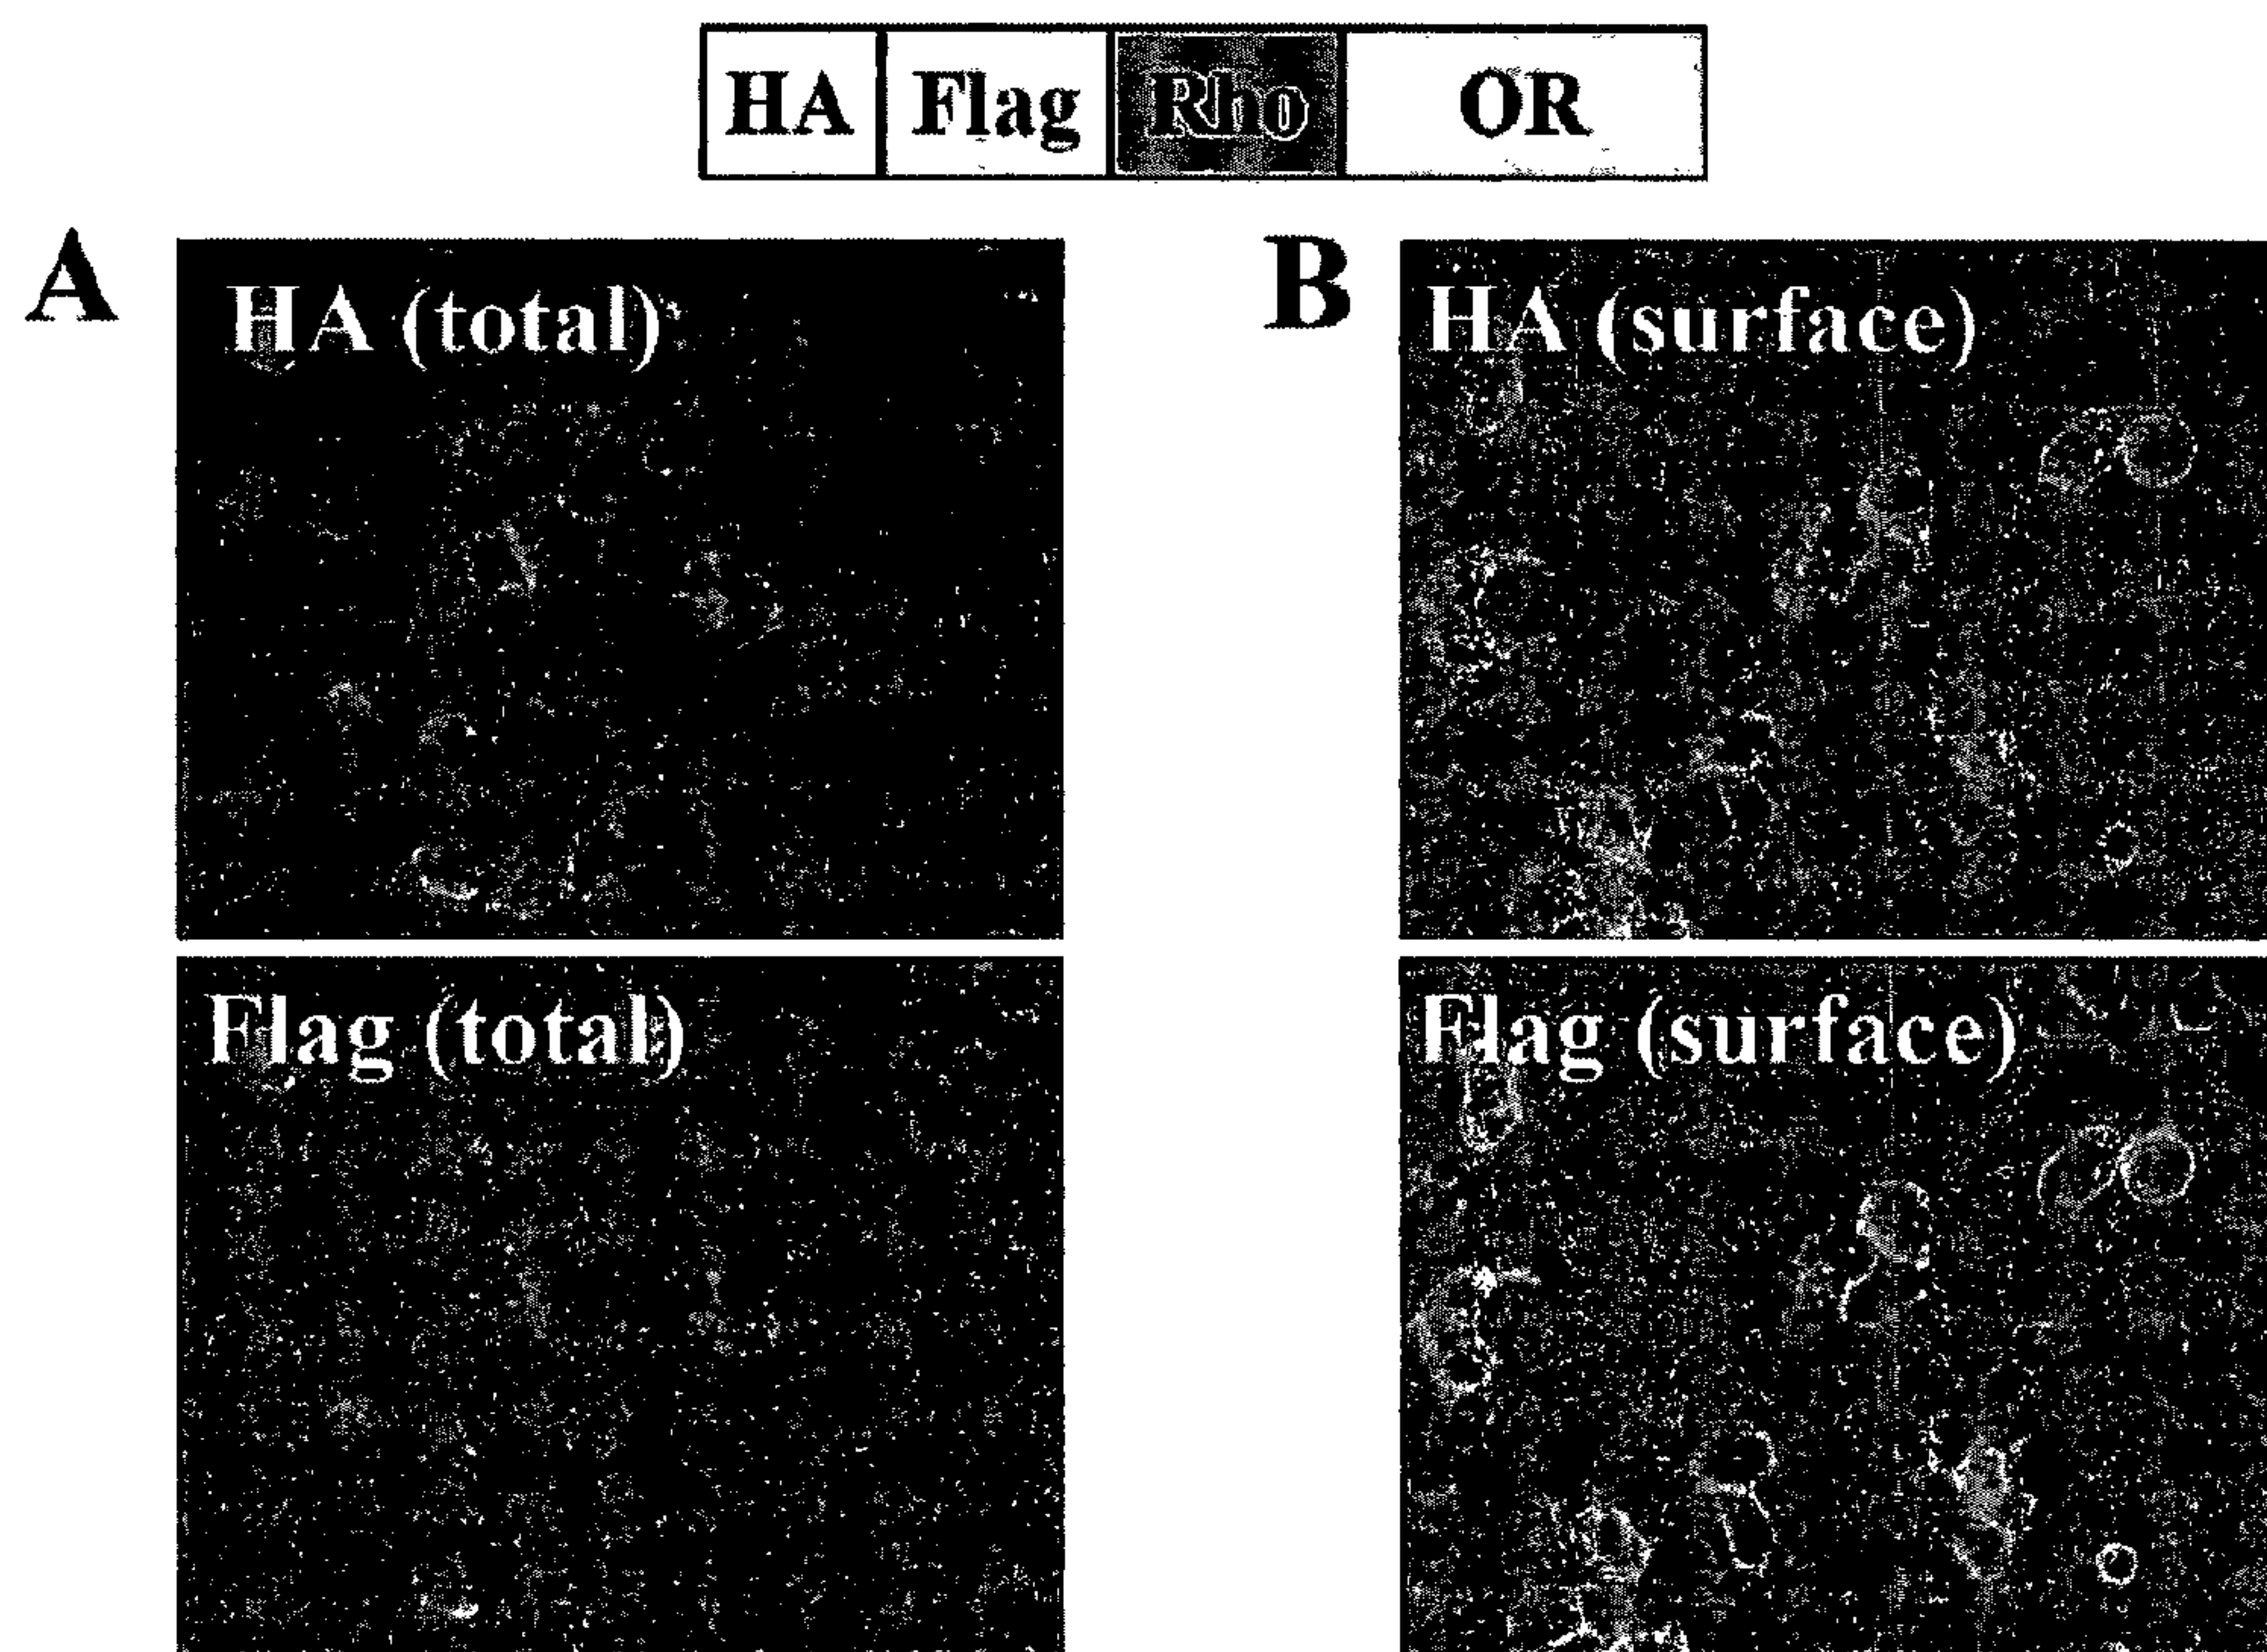 HA Flag Rho OR
A
HA (total)
B
HA (surface)
Flag (total)
Flag (surface)